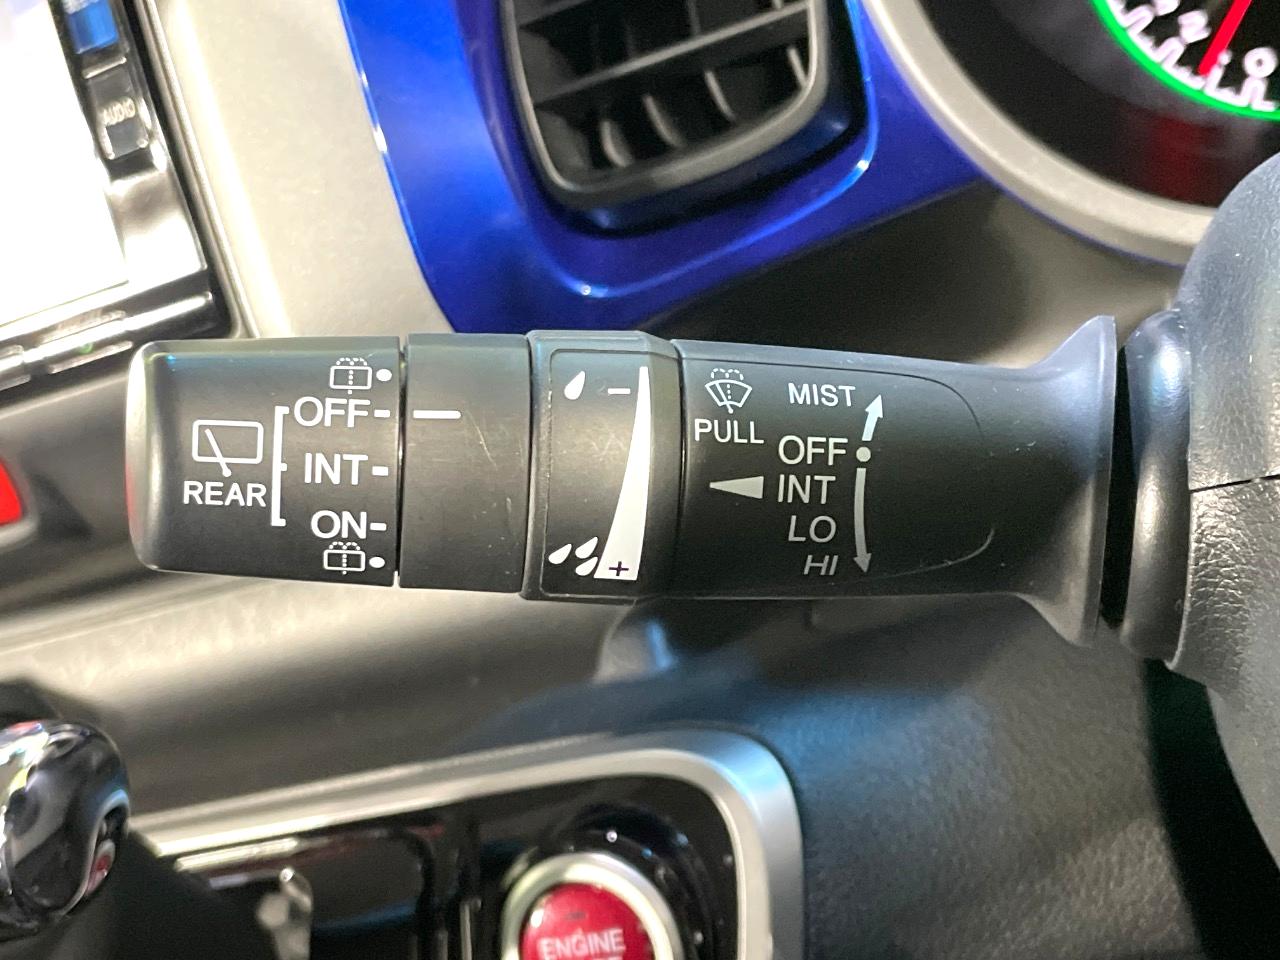 AUDIO
OFF
INT
ON
REAR
-
+
PULL
MIST
OFF
INT
LO
HI
ENGINE